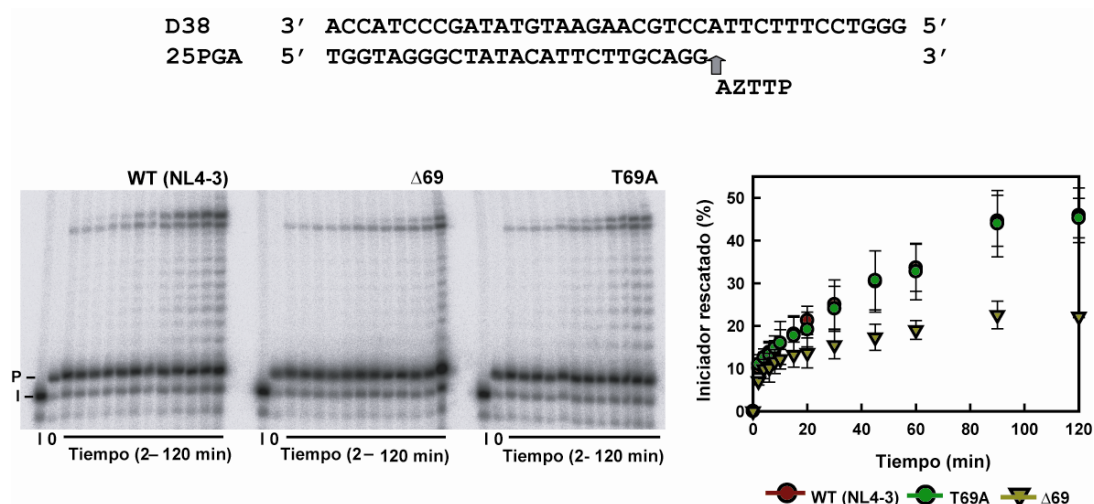 D38 3′ ACCATCCCGATATGTAAGAACGTCCATTCTTTCCTGGG 5′
25PGA 5′ TGGTAGGGCTATACATTCTTGCAGG 3′
AZTTP
WT (NL4-3) Δ69 T69A
P
I
I 0 I 0 I 0
Tiempo (2– 120 min) Tiempo (2– 120 min) Tiempo (2- 120 min)
Iniciador rescatado (%)
50
40
30
20
10
0
0 20 40 60 80 100 120
Tiempo (min)
WT (NL4-3) T69A Δ69